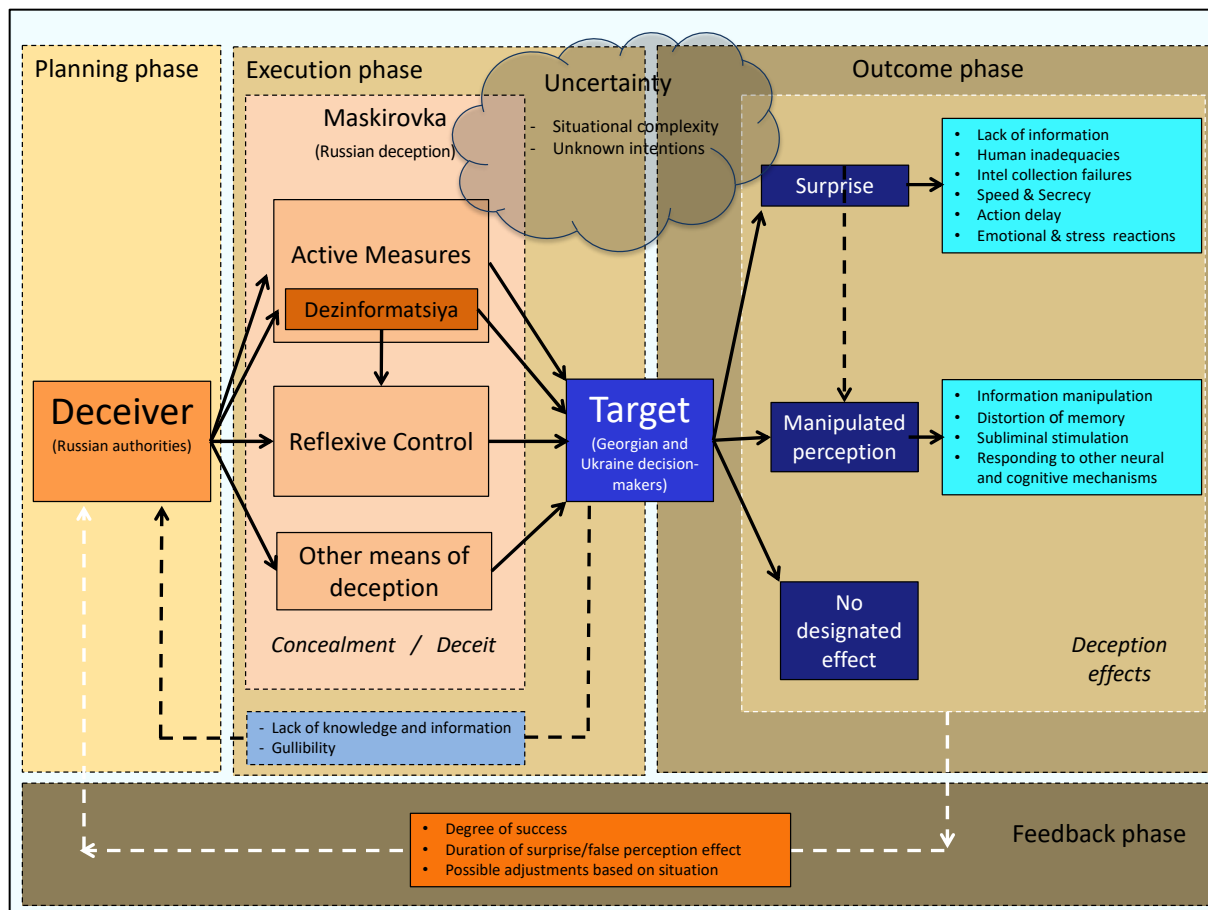 Planning phase
Execution phase
Uncertainty
- Situational complexity
- Unknown intentions
Outcome phase
Maskirovka
(Russian deception)
Active Measures
Dezinformatsiya
Reflexive Control
Other means of
deception
Concealment / Deceit
Deceiver
(Russian authorities)
Target
(Georgian and
Ukraine decision-
makers)
- Lack of knowledge and information
- Gullibility
Surprise
• Lack of information
• Human inadequacies
• Intel collection failures
• Speed & Secrecy
• Action delay
• Emotional & stress reactions
Manipulated
perception
• Information manipulation
• Distortion of memory
• Subliminal stimulation
• Responding to other neural
and cognitive mechanisms
No
designated
effect
Deception
effects
• Degree of success
• Duration of surprise/false perception effect
• Possible adjustments based on situation
Feedback phase